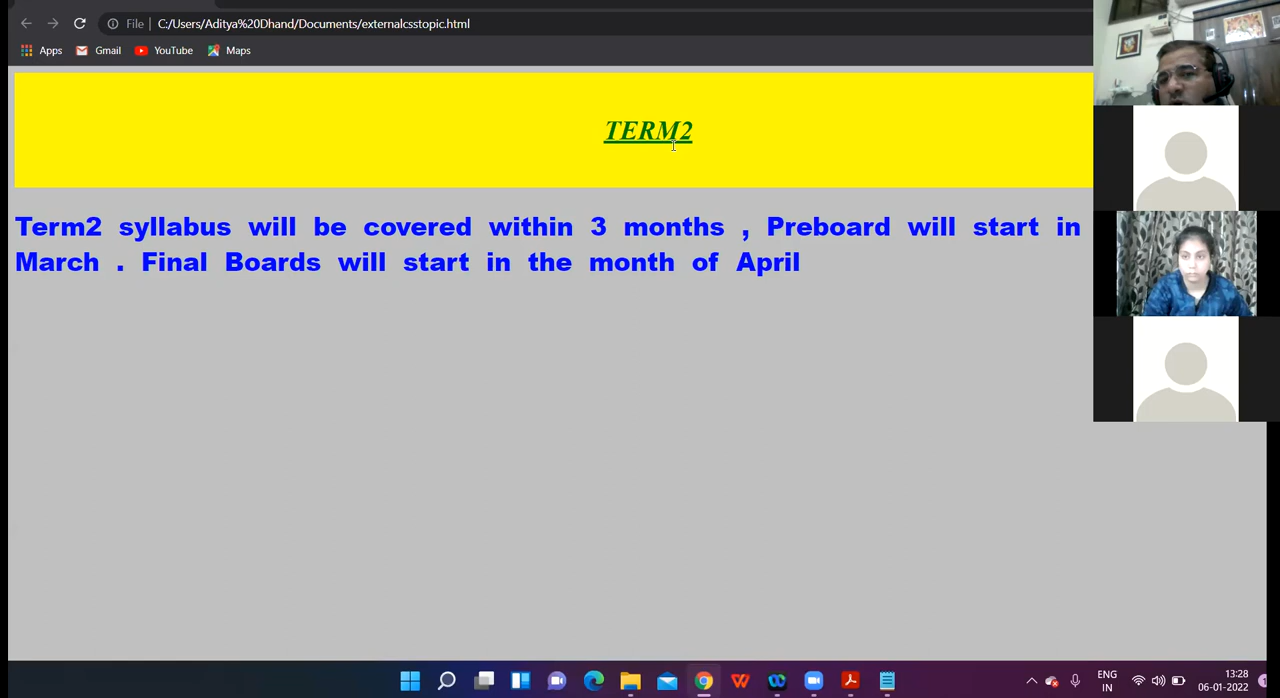 File C:/Users/Aditya%20Dhand/Documents/externalcsstopic.html
Apps Gmail YouTube Maps
TERM2
Term2 syllabus will be covered within 3 months , Preboard will start in
March . Final Boards will start in the month of April
ENG 13:28
IN 06-01-2022